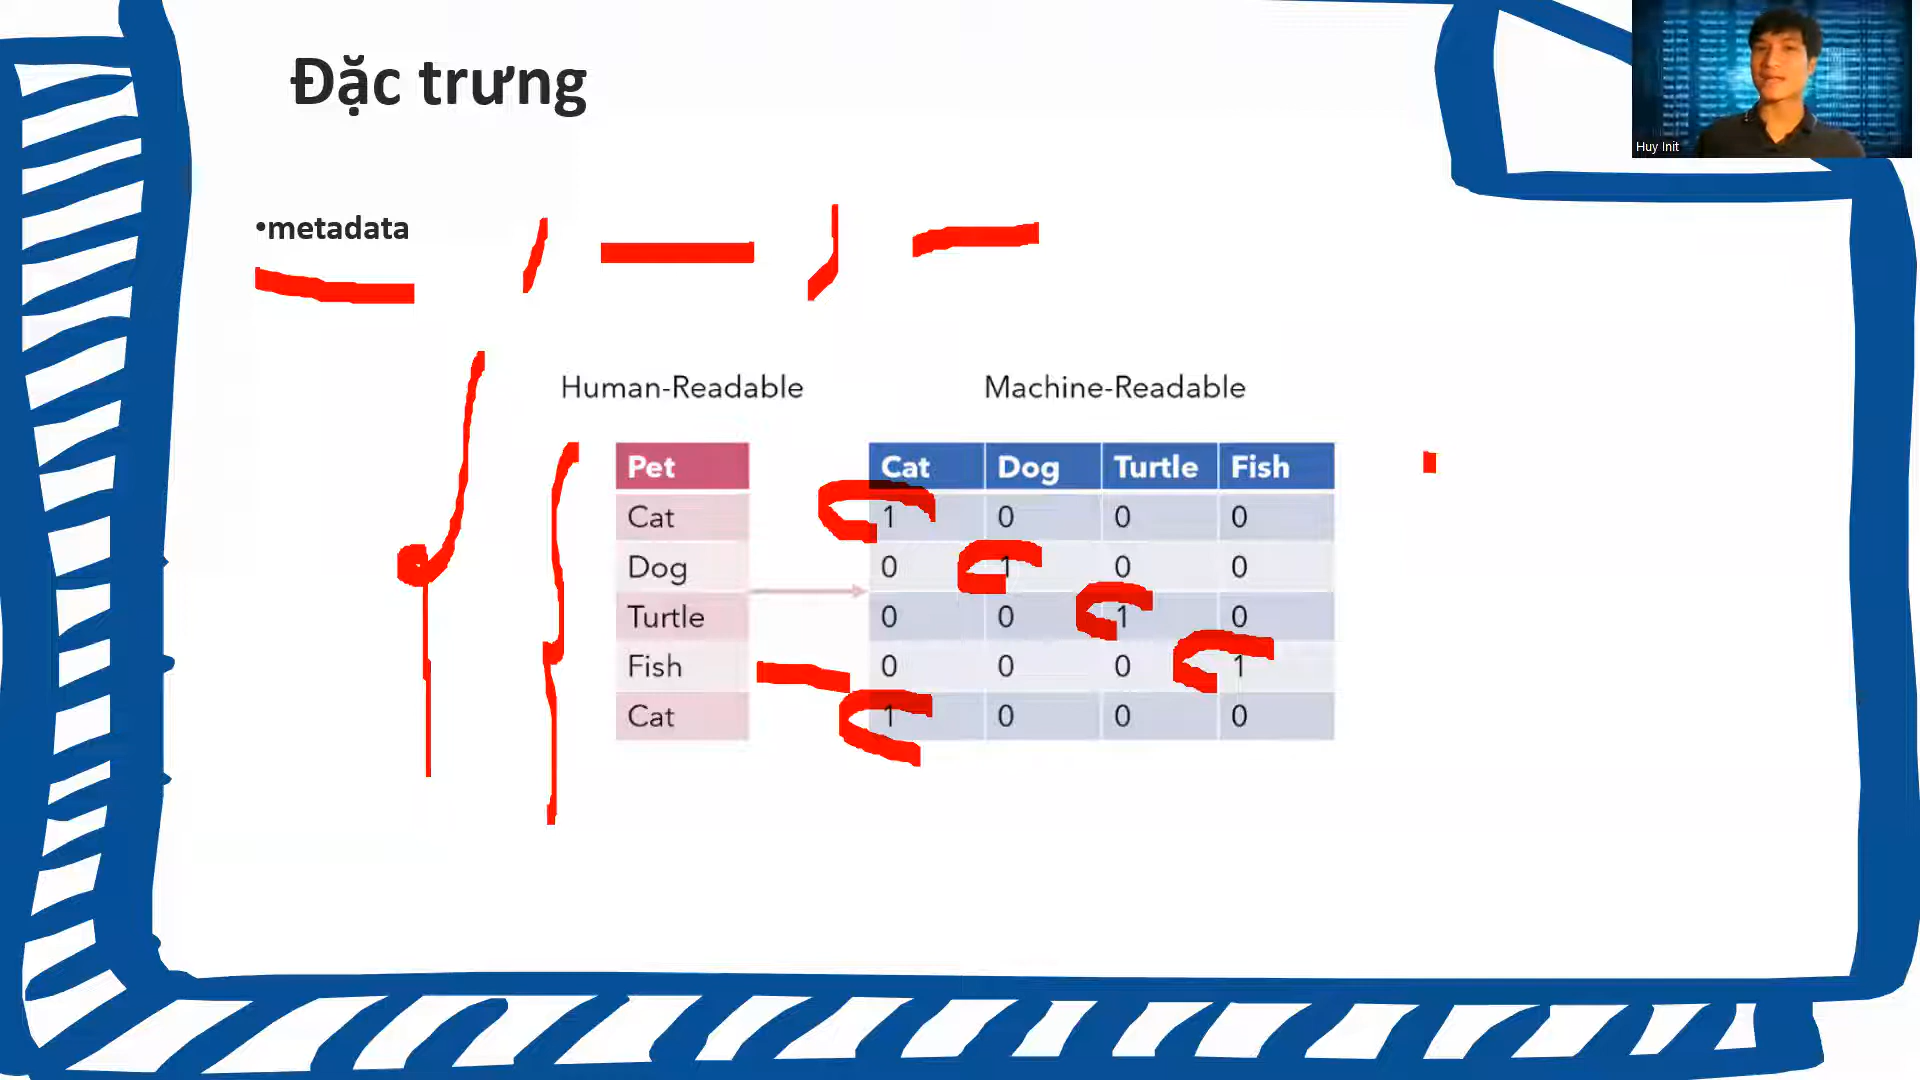 Đặc trưng
Huy Init
•metadata
Human-Readable Machine-Readable
Pet Cat Dog Turtle Fish
Cat 1 0 0 0
Dog 0 1 0 0
Turtle 0 0 1 0
Fish 0 0 0 1
Cat 1 0 0 0